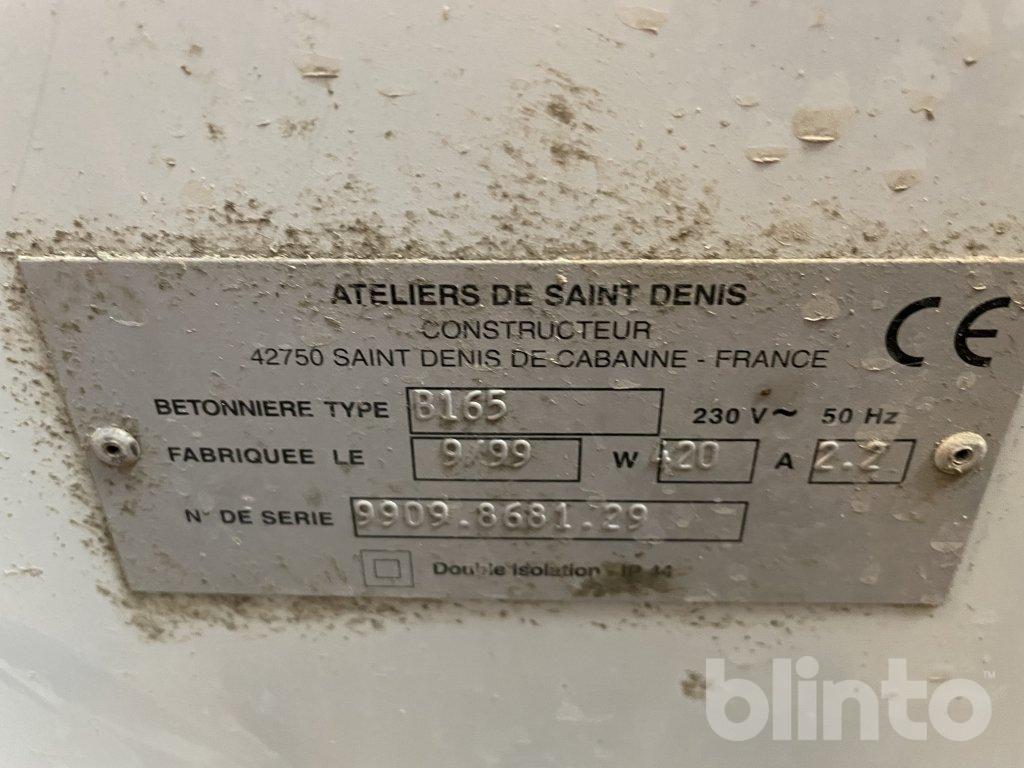 ATELIERS DE SAINT DENIS
CONSTRUCTEUR
42750 SAINT DENIS DE CABANNE - FRANCE
CE
BETONNIERE TYPE B165 230 V~ 50 Hz
FABRIQUEE LE 9/99 W 420 A 2.2
N° DE SERIE 9909.8681.29
Double Isolation - IP 44
blinto™